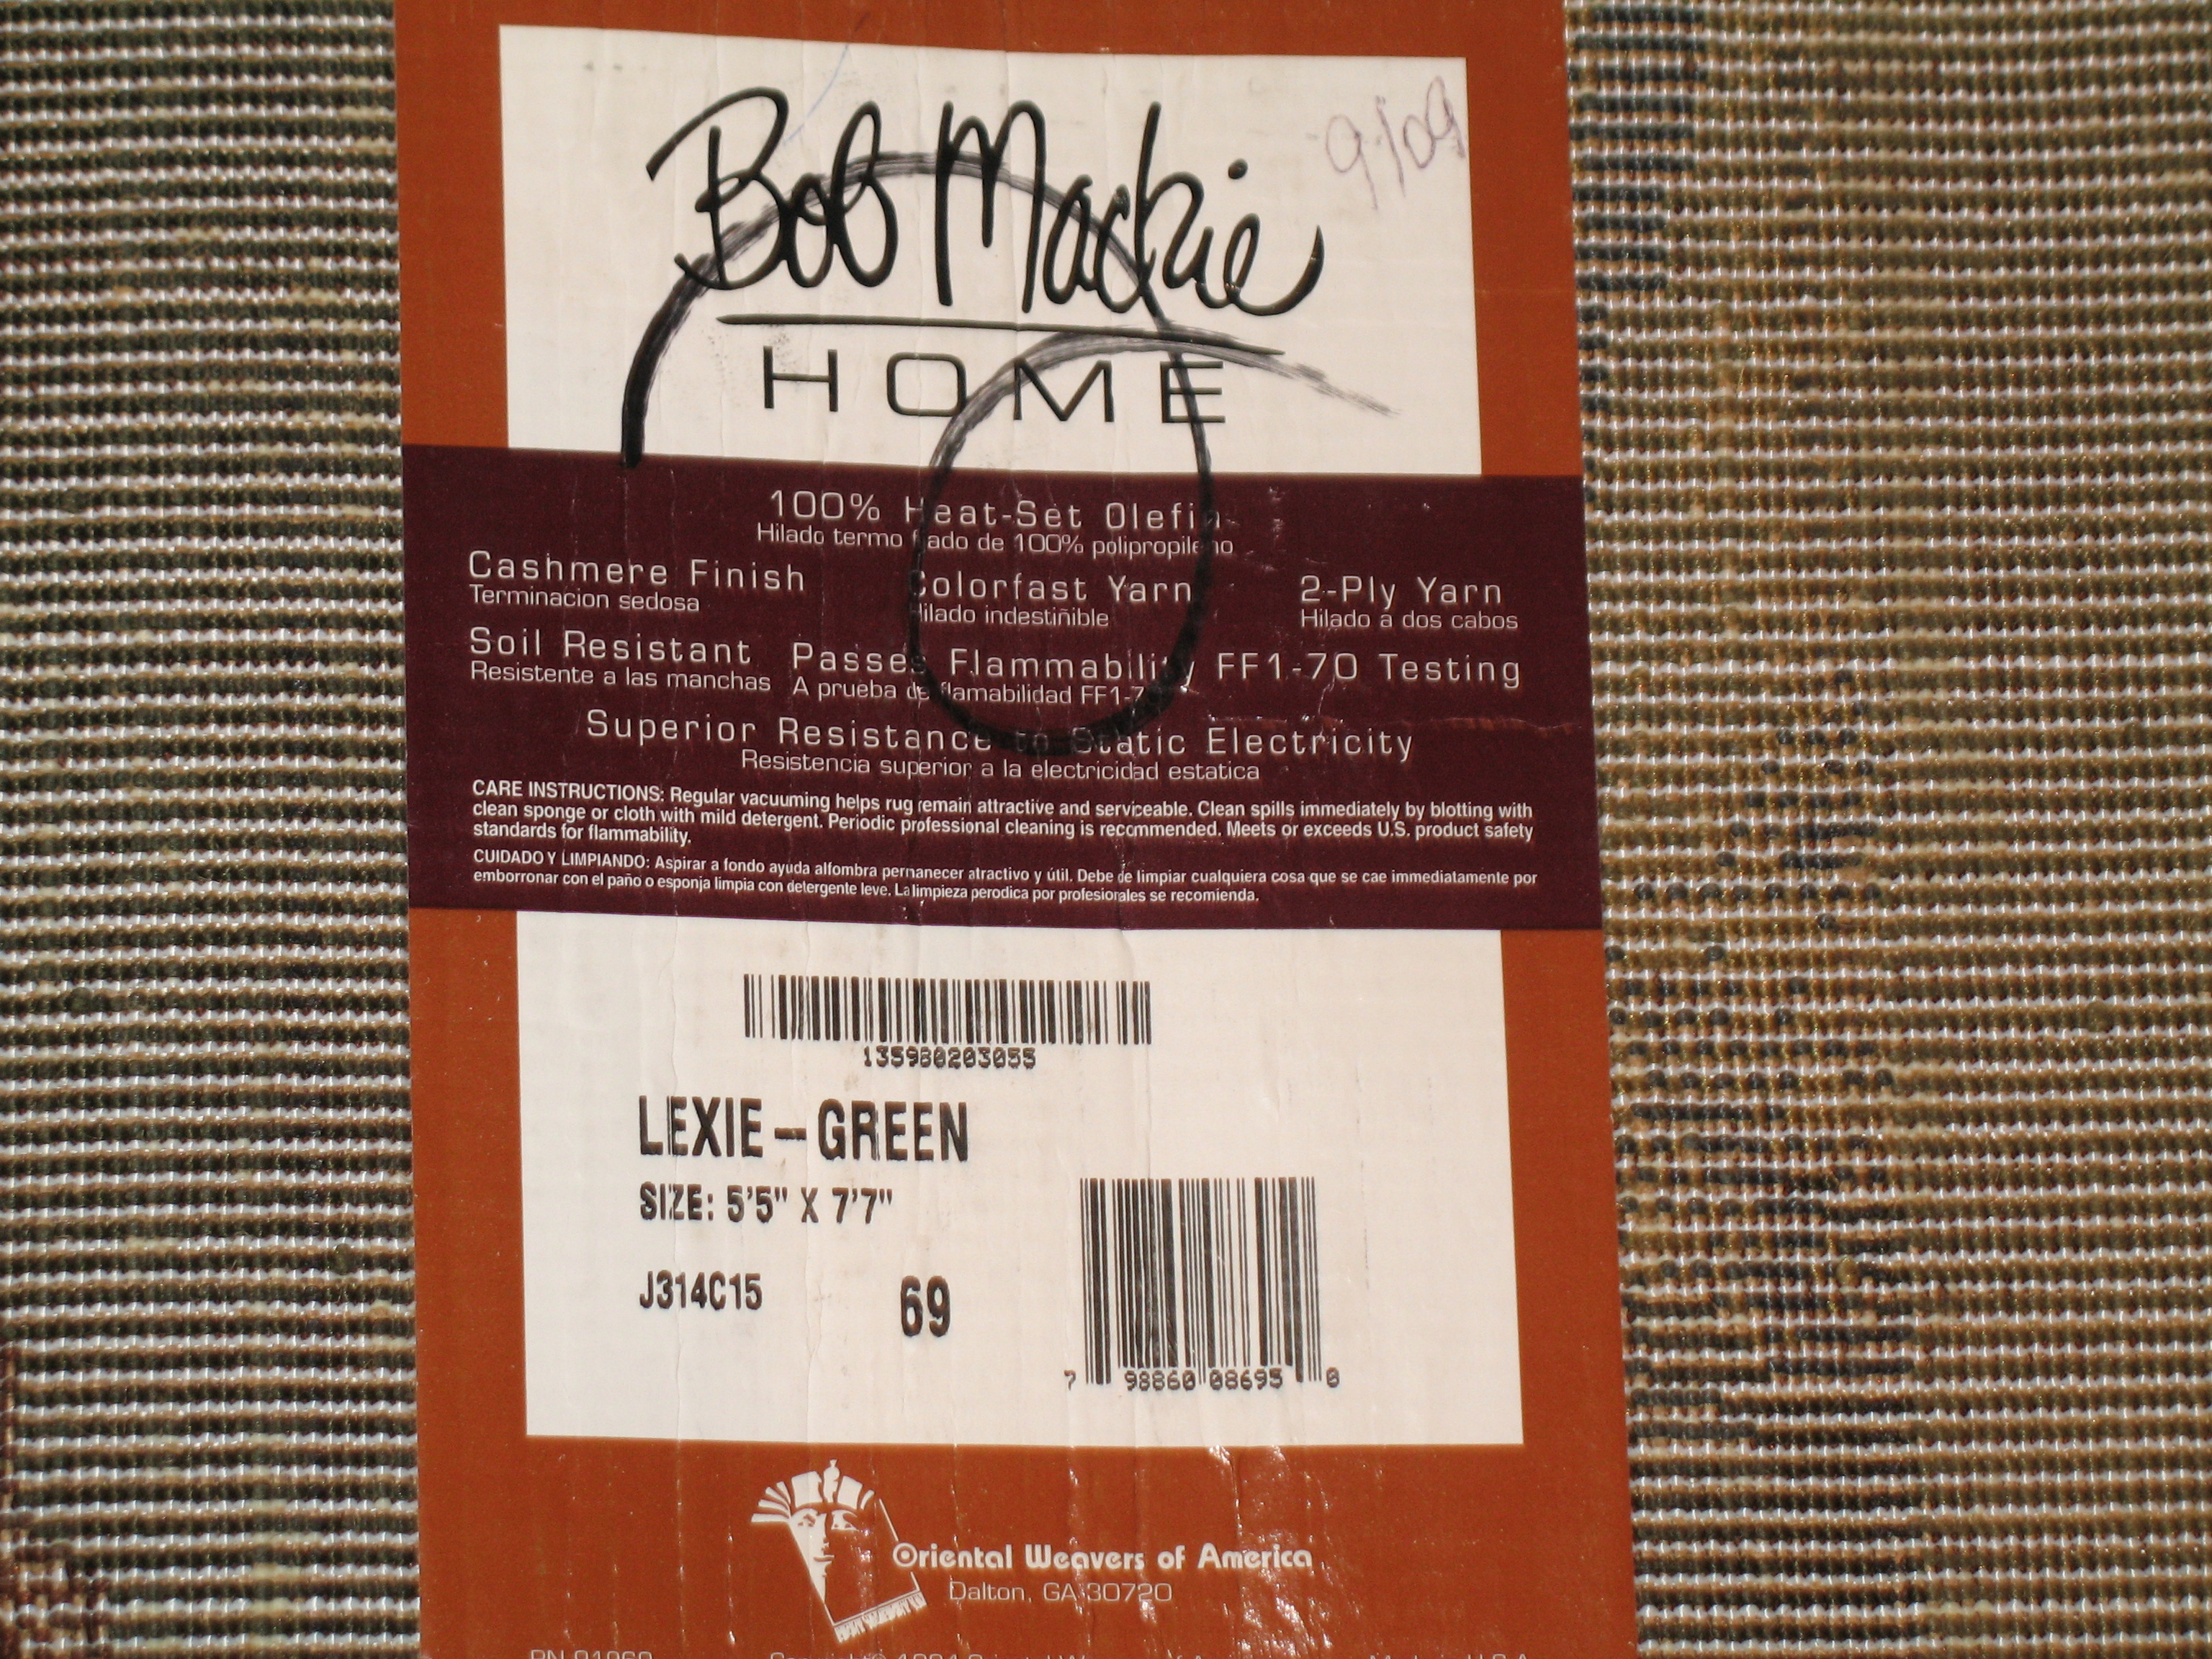 Bob Mackie
9/09
HOME
100% Heat-Set Olefin
Hilado termo fijado de 100% polipropileno
Cashmere Finish Colorfast Yarn 2-Ply Yarn
Terminacion sedosa Hilado indestiñible Hilado a dos cabos
Soil Resistant Passes Flammability FF1-70 Testing
Resistente a las manchas A prueba de flamabilidad FF1-70
Superior Resistance to Static Electricity
Resistencia superior a la electricidad estatica
CARE INSTRUCTIONS: Regular vacuuming helps rug remain attractive and serviceable. Clean spills immediately by blotting with
clean sponge or cloth with mild detergent. Periodic professional cleaning is recommended. Meets or exceeds U.S. product safety
standards for flammability.
CUIDADO Y LIMPIANDO: Aspirar a fondo ayuda alfombra pernanecer atractivo y útil. Debe de limpiar cualquiera cosa que se cae immediatamente por
emborronar con el paño o esponja limpia con detergente leve. La limpieza perodica por profesiorales se recomienda.
135980203055
LEXIE-GREEN
SIZE: 5'5" X 7'7"
J314C15 69
7 98860 08695 0
Oriental Weavers of America
Dalton, GA 30720